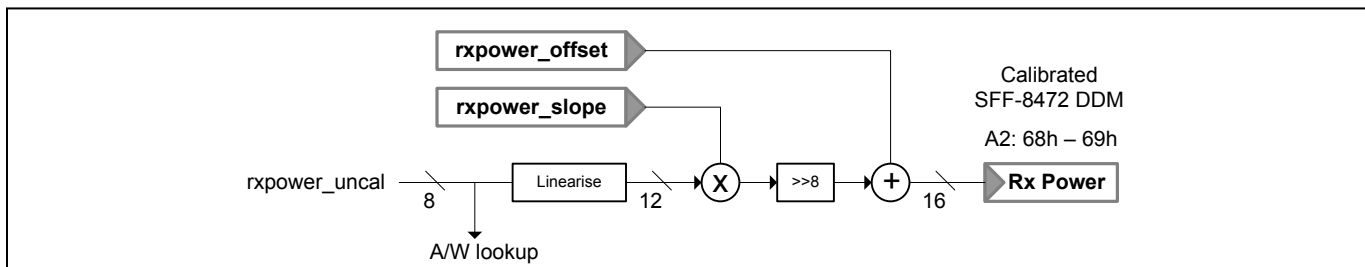 rxpower_offset
Calibrated
SFF-8472 DDM
rxpower_slope
A2: 68h – 69h
rxpower_uncal
8
Linearise
12
X
>>8
+
16
Rx Power
A/W lookup